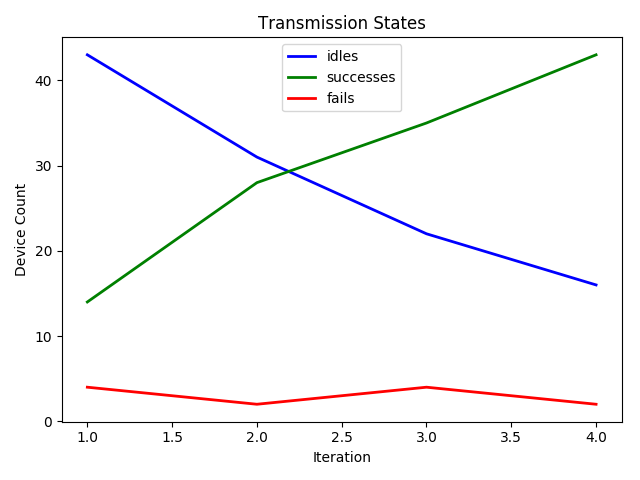 Transmission States
idles
successes
fails
Device Count
40
30
20
10
0
1.0 1.5 2.0 2.5 3.0 3.5 4.0
Iteration